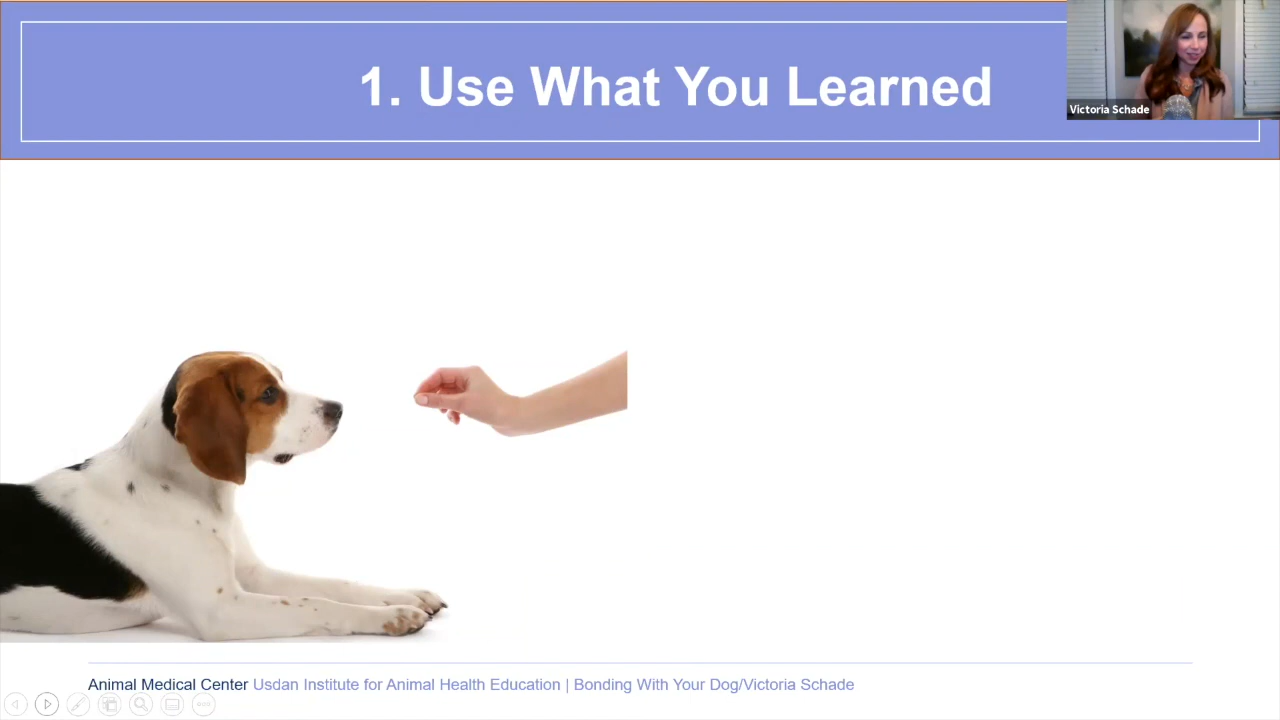 1. Use What You Learned
Victoria Schade
Animal Medical Center Usdan Institute for Animal Health Education | Bonding With Your Dog/Victoria Schade